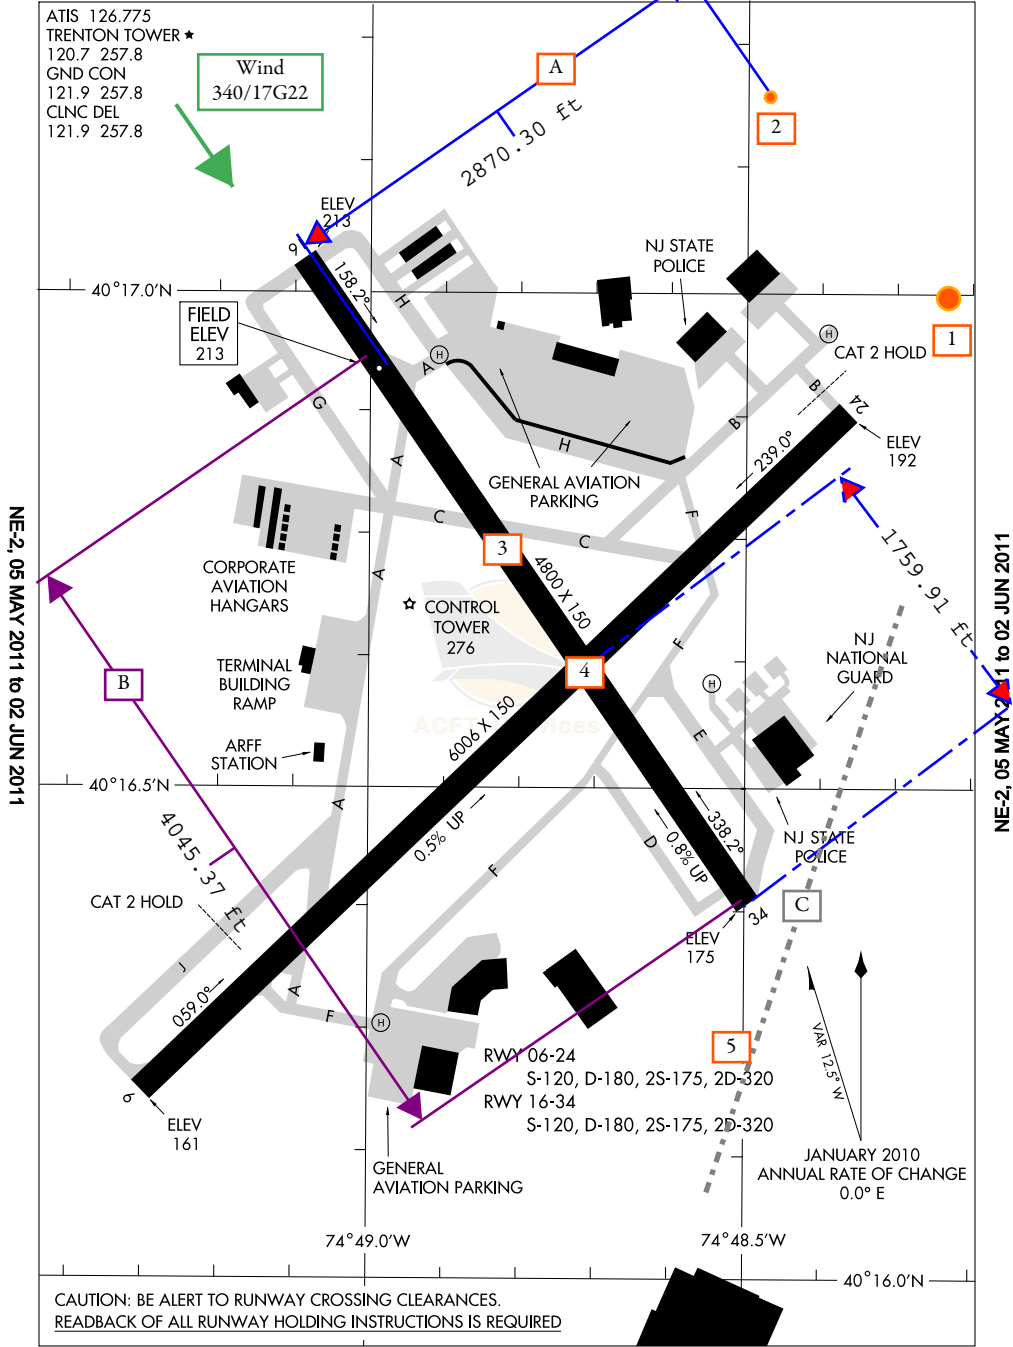 ATIS 126.775
TRENTON TOWER ★
120.7 257.8
GND CON
121.9 257.8
CLNC DEL
121.9 257.8
Wind
340/17G22
A
2870.30 ft
2
ELEV
213
9
158.2°
H
NJ STATE
POLICE
40°17.0'N
FIELD
ELEV
213
H
1
CAT 2 HOLD
A
H
G
B
B
24
H
ELEV
192
239.0°
GENERAL AVIATION
PARKING
A
C
F
C
3
4800 X 150
1759.91 ft
NE-2, 05 MAY 2011 to 02 JUN 2011
NE-2, 05 MAY 2011 to 02 JUN 2011
CORPORATE
AVIATION
HANGARS
A
CONTROL
TOWER
276
F
NJ
NATIONAL
GUARD
TERMINAL
BUILDING
RAMP
B
4
H
ACFT Services
6006 X 150
E
ARFF
STATION
40°16.5'N
A
0.5% UP
D
0.8% UP
338.2°
NJ STATE
POLICE
4045.37 ft
F
CAT 2 HOLD
C
34
ELEV
175
J
A
059.0°
F
H
5
VAR 12.5° W
RWY 06-24
S-120, D-180, 2S-175, 2D-320
RWY 16-34
S-120, D-180, 2S-175, 2D-320
6
ELEV
161
GENERAL
AVIATION PARKING
JANUARY 2010
ANNUAL RATE OF CHANGE
0.0° E
74°49.0'W
74°48.5'W
40°16.0'N
CAUTION: BE ALERT TO RUNWAY CROSSING CLEARANCES.
READBACK OF ALL RUNWAY HOLDING INSTRUCTIONS IS REQUIRED